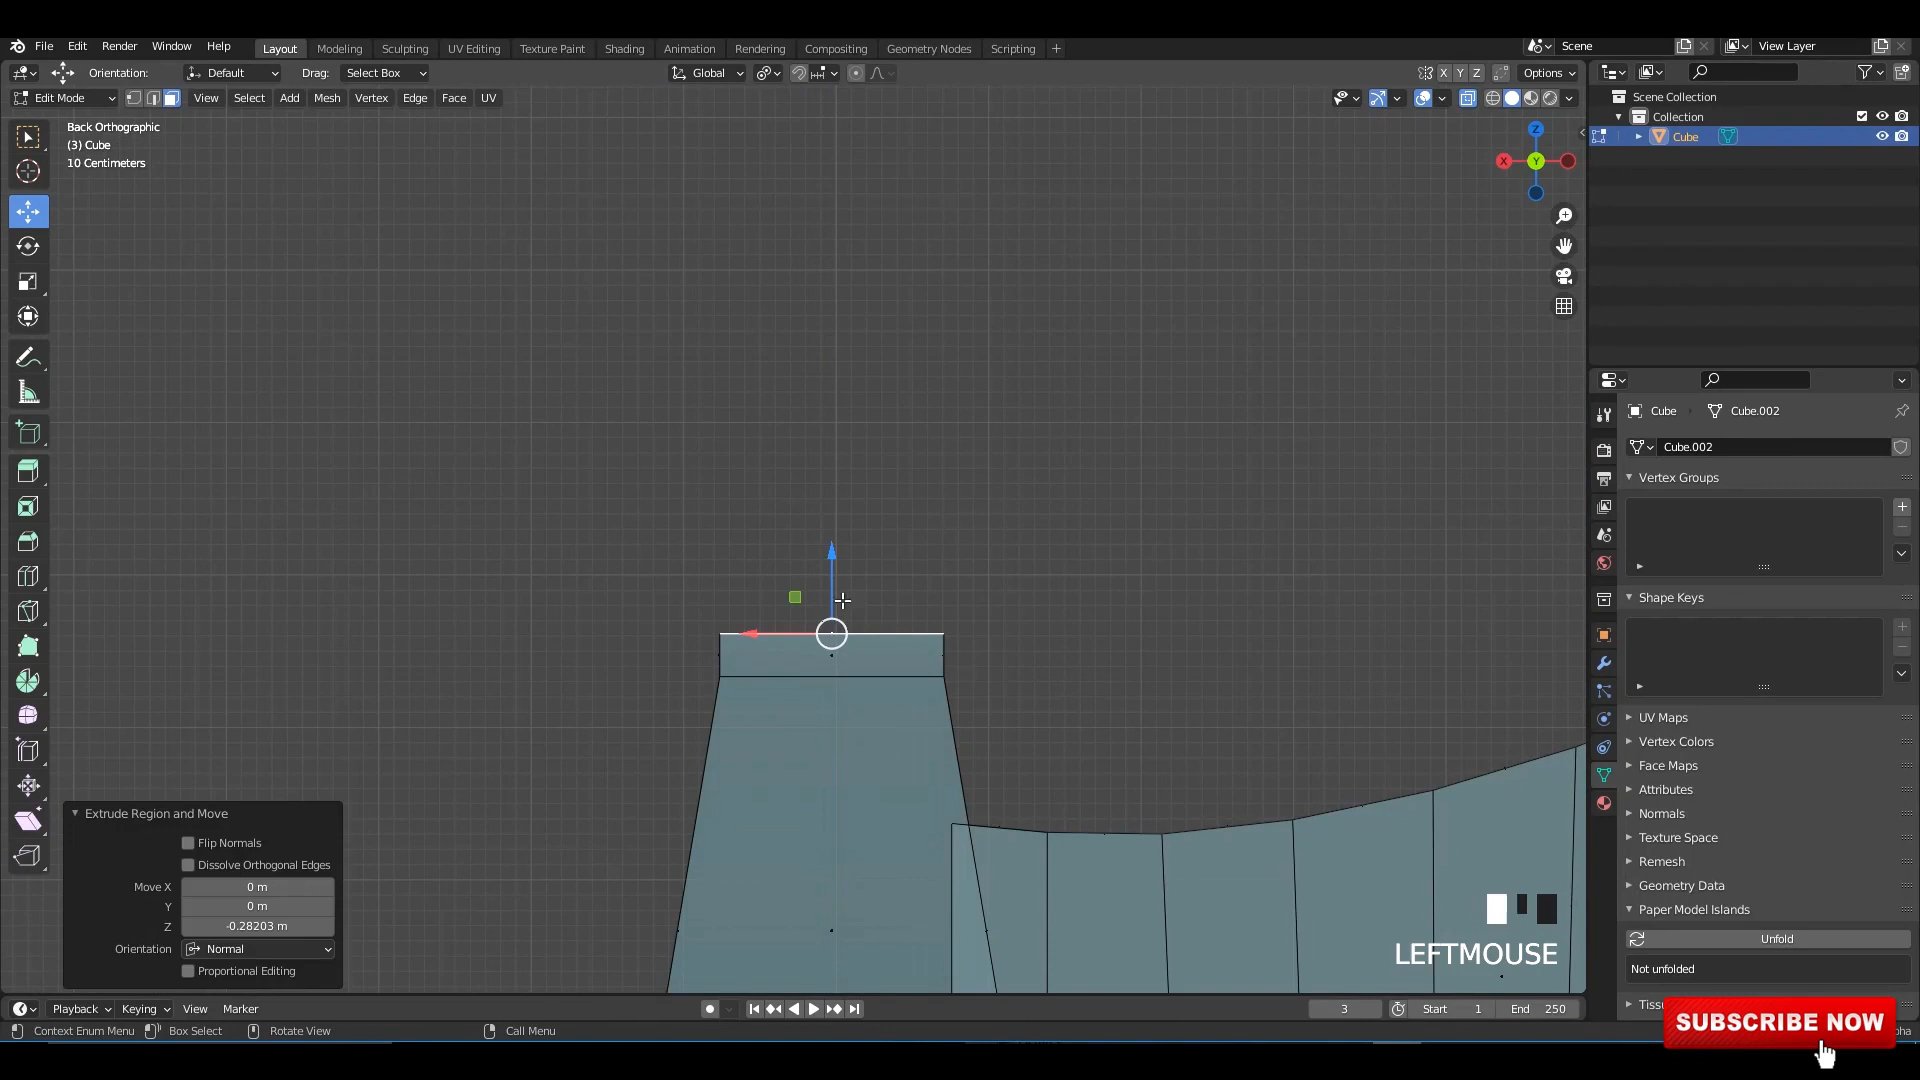 File Edit Render Window Help Layout Modeling Sculpting UV Editing Texture Paint Shading Animation Rendering Compositing Geometry Nodes Scripting + Scene View Layer
Orientation: Default Drag: Select Box Global X Y Z Options
Edit Mode View Select Add Mesh Vertex Edge Face UV
Scene Collection
Collection
Cube
Back Orthographic
(3) Cube
10 Centimeters
Z
X
Y
Cube Cube.002
Cube.002
Vertex Groups
Shape Keys
UV Maps
Vertex Colors
Face Maps
Attributes
Normals
Texture Space
Remesh
Geometry Data
Paper Model Islands
Unfold
Not unfolded
Extrude Region and Move
Flip Normals
Dissolve Orthogonal Edges
Move X 0 m
Y 0 m
Z -0.28203 m
Orientation Normal
Proportional Editing
LEFTMOUSE
SUBSCRIBE NOW
Playback Keying View Marker 3 Start 1 End 250
Context Enum Menu Box Select Rotate View Call Menu